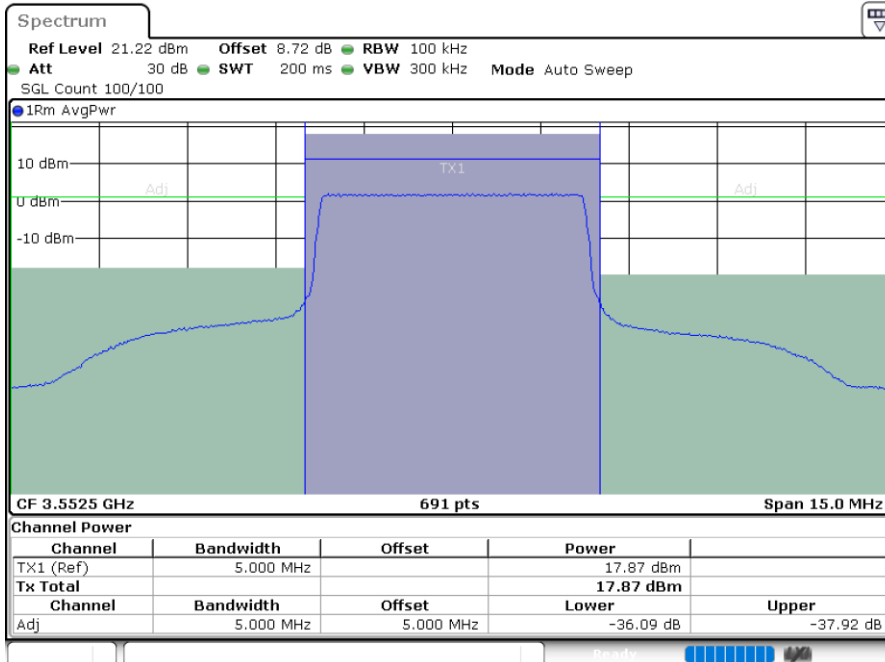 Spectrum
Ref Level 21.22 dBm Offset 8.72 dB RBW 100 kHz
Att 30 dB SWT 200 ms VBW 300 kHz Mode Auto Sweep
SGL Count 100/100
1Rm AvgPwr
10 dBm
TX1
Adj Adj
0 dBm
-10 dBm
CF 3.5525 GHz 691 pts Span 15.0 MHz
Channel Power
Channel Bandwidth Offset Power
TX1 (Ref) 5.000 MHz 17.87 dBm
Tx Total 17.87 dBm
Channel Bandwidth Offset Lower Upper
Adj 5.000 MHz 5.000 MHz -36.09 dB -37.92 dB
Ready